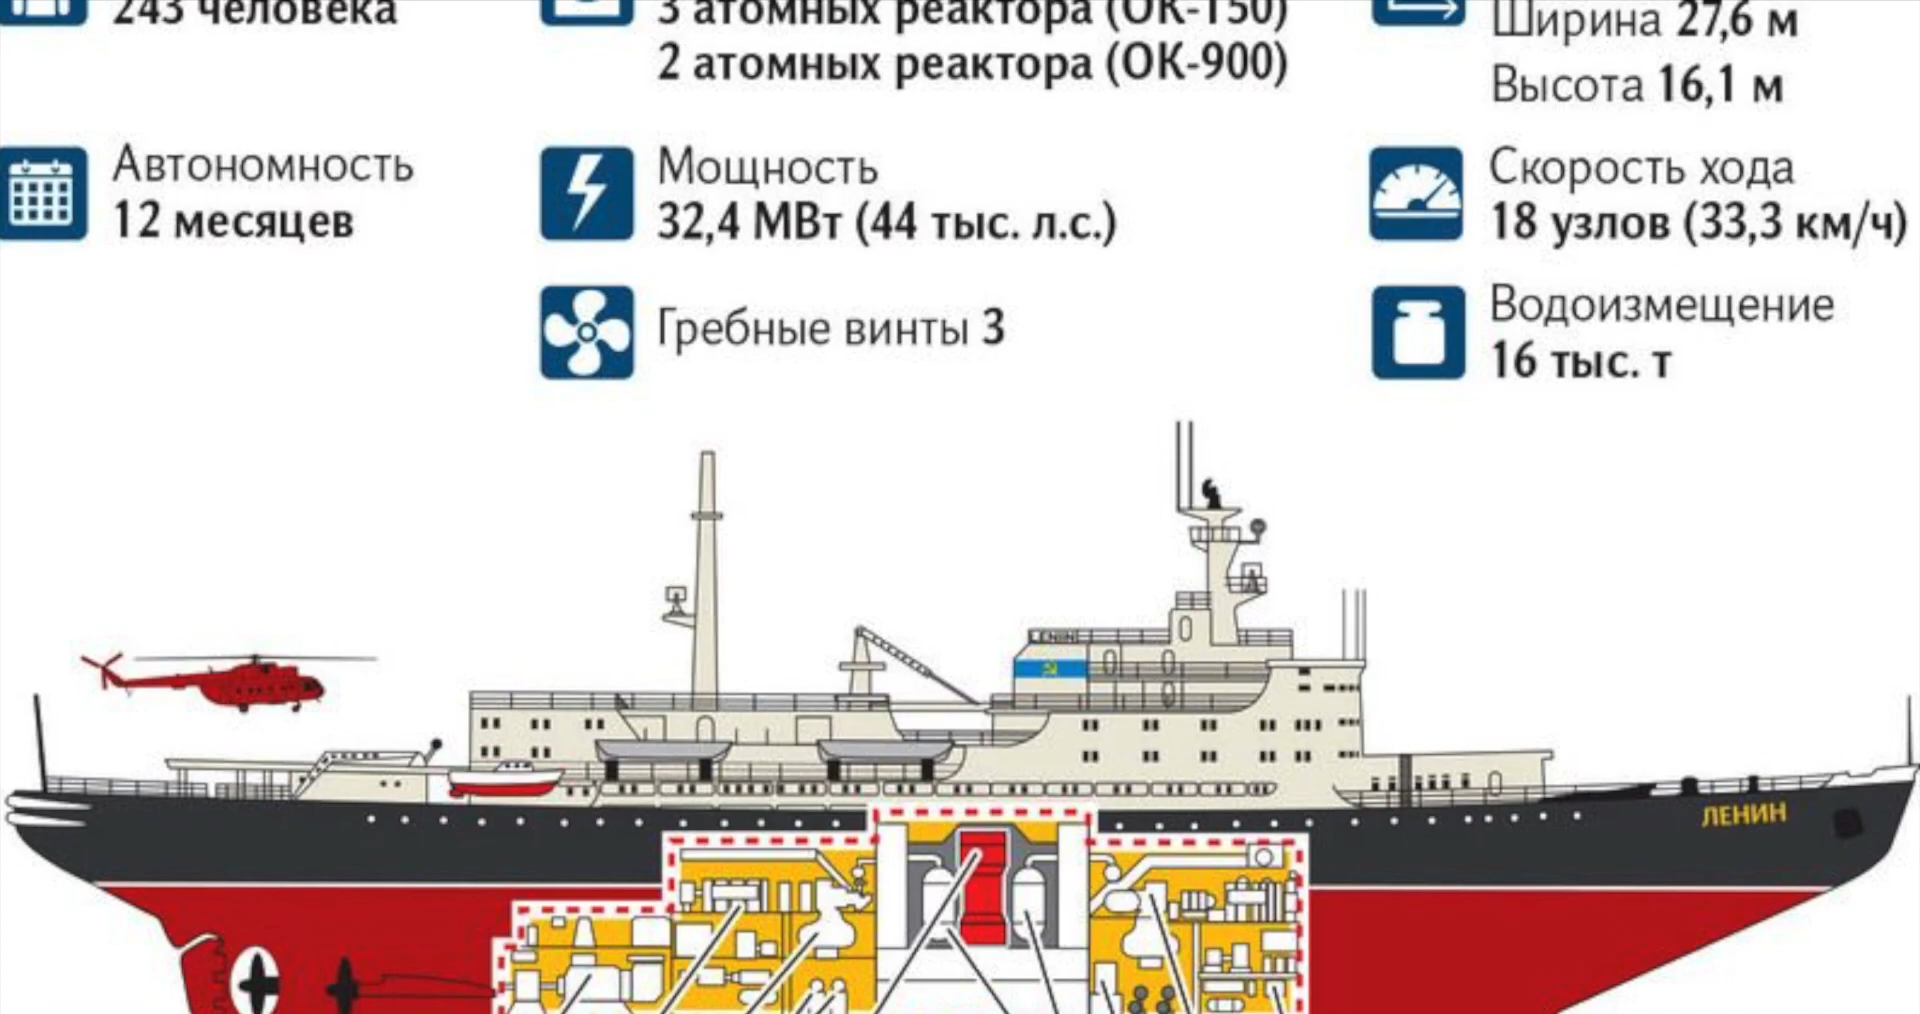 243 человека
3 атомных реактора (ОК-150)
2 атомных реактора (ОК-900)
Ширина 27,6 м
Высота 16,1 м
Автономность
12 месяцев
Мощность
32,4 МВт (44 тыс. л.с.)
Скорость хода
18 узлов (33,3 км/ч)
Гребные винты 3
Водоизмещение
16 тыс. т
LENIN
ЛЕНИН